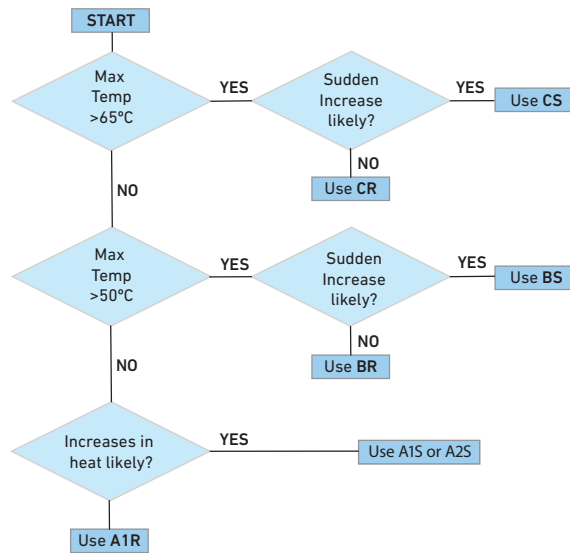 START
Max
Temp
>65°C
YES
Sudden
Increase
likely?
YES
Use CS
NO
Use CR
NO
Max
Temp
>50°C
YES
Sudden
Increase
likely?
YES
Use BS
NO
Use BR
NO
Increases in
heat likely?
YES
Use A1S or A2S
Use A1R